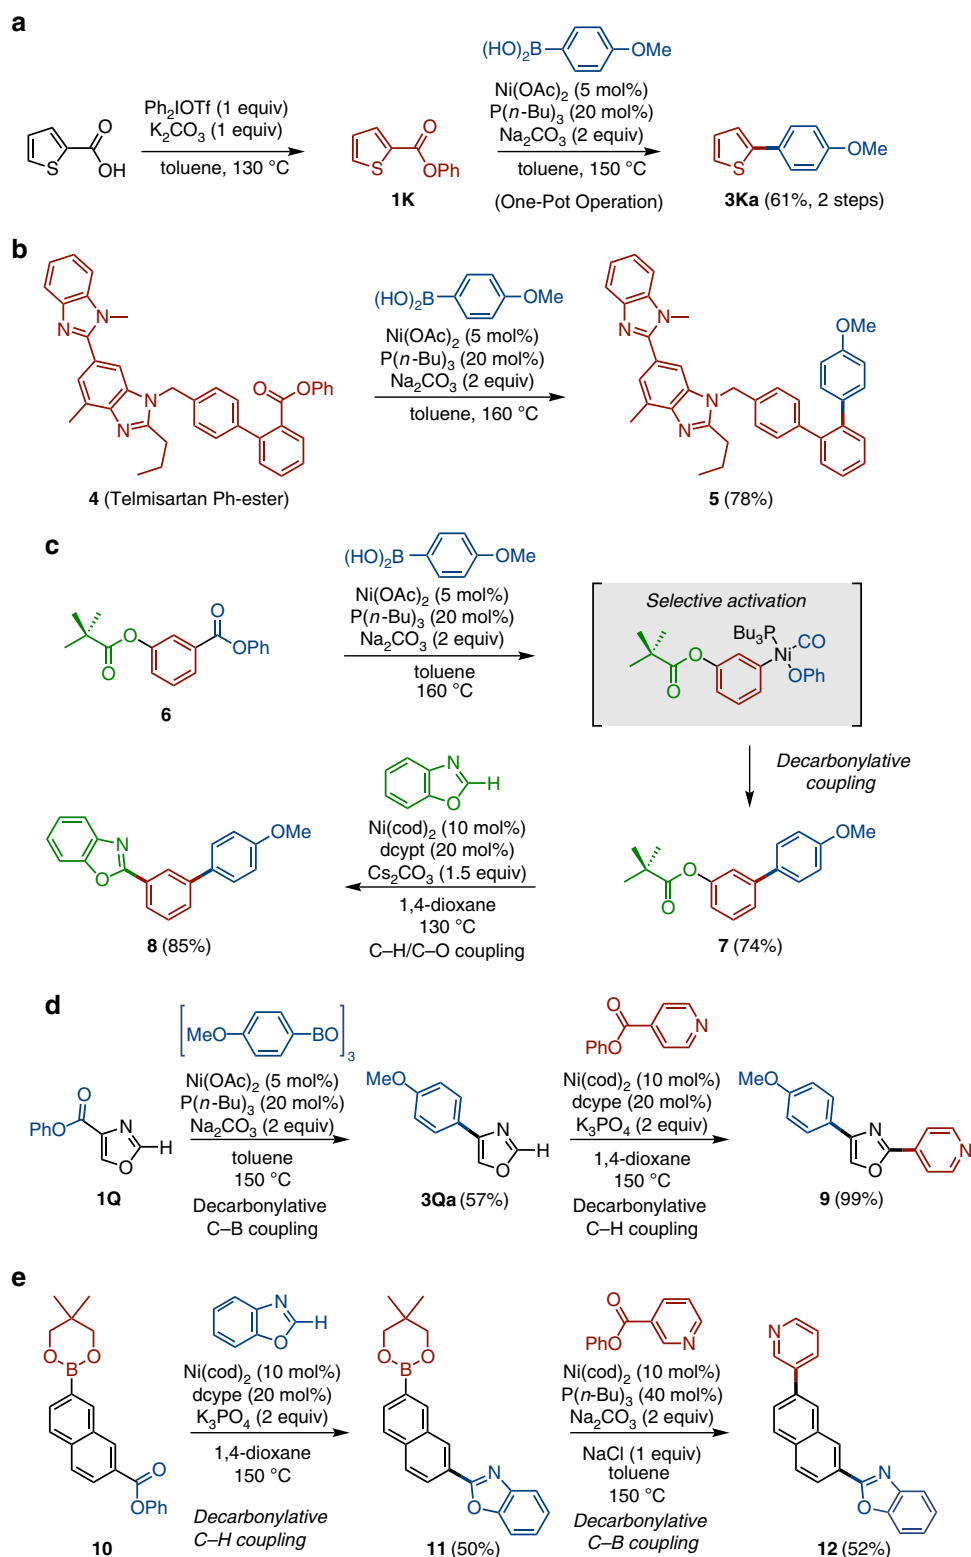 a
(HO)2B
OMe
Ph2IOTf (1 equiv)
K2CO3 (1 equiv)
toluene, 130 °C
Ni(OAc)2 (5 mol%)
P(n-Bu)3 (20 mol%)
Na2CO3 (2 equiv)
toluene, 150 °C
(One-Pot Operation)
S
O
OH
S
O
OPh
1K
S
OMe
3Ka (61%, 2 steps)
b
(HO)2B
OMe
Ni(OAc)2 (5 mol%)
P(n-Bu)3 (20 mol%)
Na2CO3 (2 equiv)
toluene, 160 °C
N
N
N
N
O
OPh
4 (Telmisartan Ph-ester)
OMe
N
N
N
N
5 (78%)
c
(HO)2B
OMe
Ni(OAc)2 (5 mol%)
P(n-Bu)3 (20 mol%)
Na2CO3 (2 equiv)
toluene
160 °C
O
O
O
OPh
6
Selective activation
Bu3P
Ni
CO
OPh
O
O
Decarbonylative
coupling
N
H
O
Ni(cod)2 (10 mol%)
dcypt (20 mol%)
Cs2CO3 (1.5 equiv)
1,4-dioxane
130 °C
C–H/C–O coupling
N
O
OMe
8 (85%)
O
O
OMe
7 (74%)
d
MeO
BO
3
Ni(OAc)2 (5 mol%)
P(n-Bu)3 (20 mol%)
Na2CO3 (2 equiv)
toluene
150 °C
Decarbonylative
C–B coupling
O
PhO
N
H
O
1Q
MeO
N
H
O
3Qa (57%)
O
PhO
N
Ni(cod)2 (10 mol%)
dcype (20 mol%)
K3PO4 (2 equiv)
1,4-dioxane
150 °C
Decarbonylative
C–H coupling
MeO
N
O
N
9 (99%)
e
O
O
B
O
OPh
10
N
H
O
Ni(cod)2 (10 mol%)
dcype (20 mol%)
K3PO4 (2 equiv)
1,4-dioxane
150 °C
Decarbonylative
C–H coupling
O
O
B
N
O
11 (50%)
O
PhO
N
Ni(cod)2 (10 mol%)
P(n-Bu)3 (40 mol%)
Na2CO3 (2 equiv)
NaCl (1 equiv)
toluene
150 °C
Decarbonylative
C–B coupling
N
N
O
12 (52%)